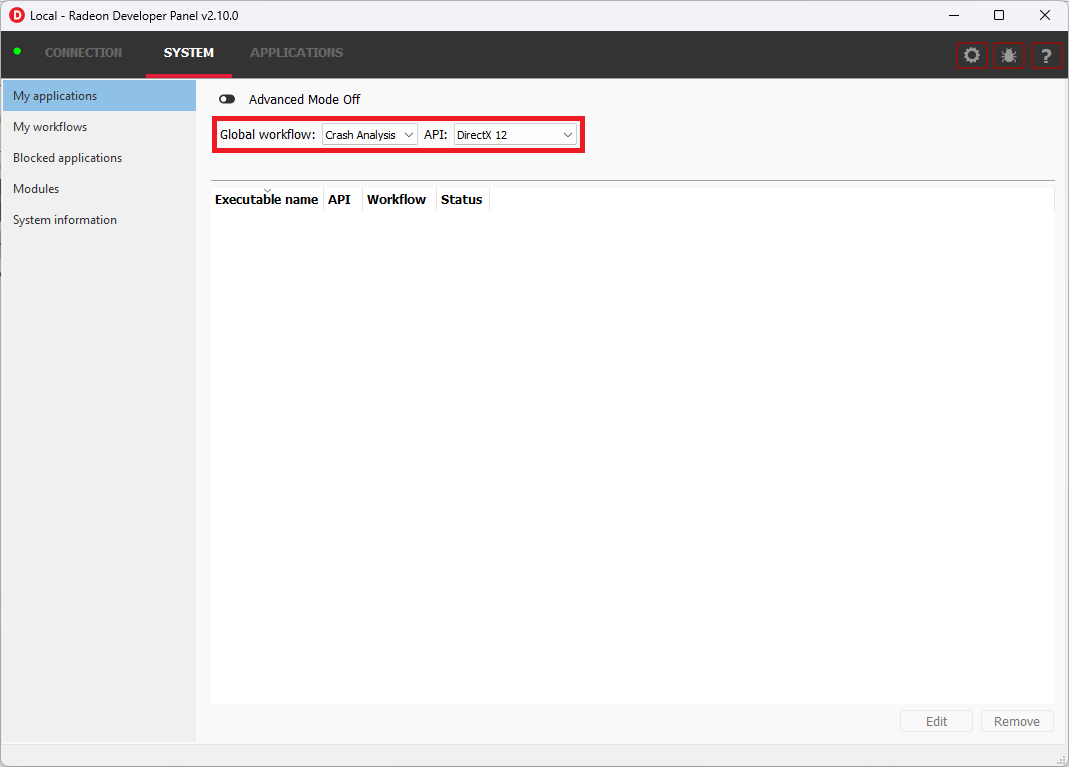 D Local - Radeon Developer Panel v2.10.0
CONNECTION SYSTEM APPLICATIONS ?
My applications
My workflows
Blocked applications
Modules
System information
Advanced Mode Off
Global workflow: Crash Analysis API: DirectX 12
Executable name API Workflow Status
Edit Remove